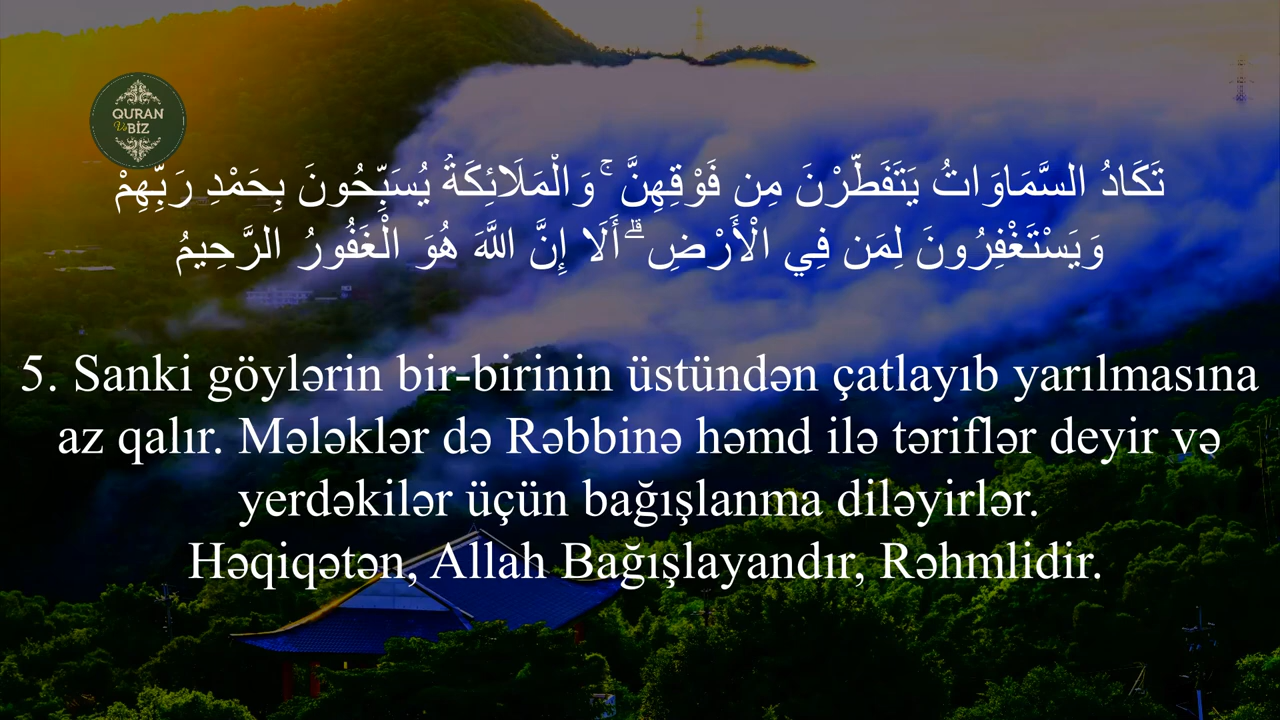 QURAN
Və BİZ
تَكَادُ السَّمَاوَاتُ يَتَفَطَّرْنَ مِن فَوْقِهِنَّ ۚ وَالْمَلَائِكَةُ يُسَبِّحُونَ بِحَمْدِ رَبِّهِمْ
وَيَسْتَغْفِرُونَ لِمَن فِي الْأَرْضِ ۗ أَلَا إِنَّ اللَّهَ هُوَ الْغَفُورُ الرَّحِيمُ
5. Sanki göylərin bir-birinin üstündən çatlayıb yarılmasına
az qalır. Mələklər də Rəbbinə həmd ilə təriflər deyir və
yerdəkilər üçün bağışlanma diləyirlər.
Həqiqətən, Allah Bağışlayandır, Rəhmlidir.